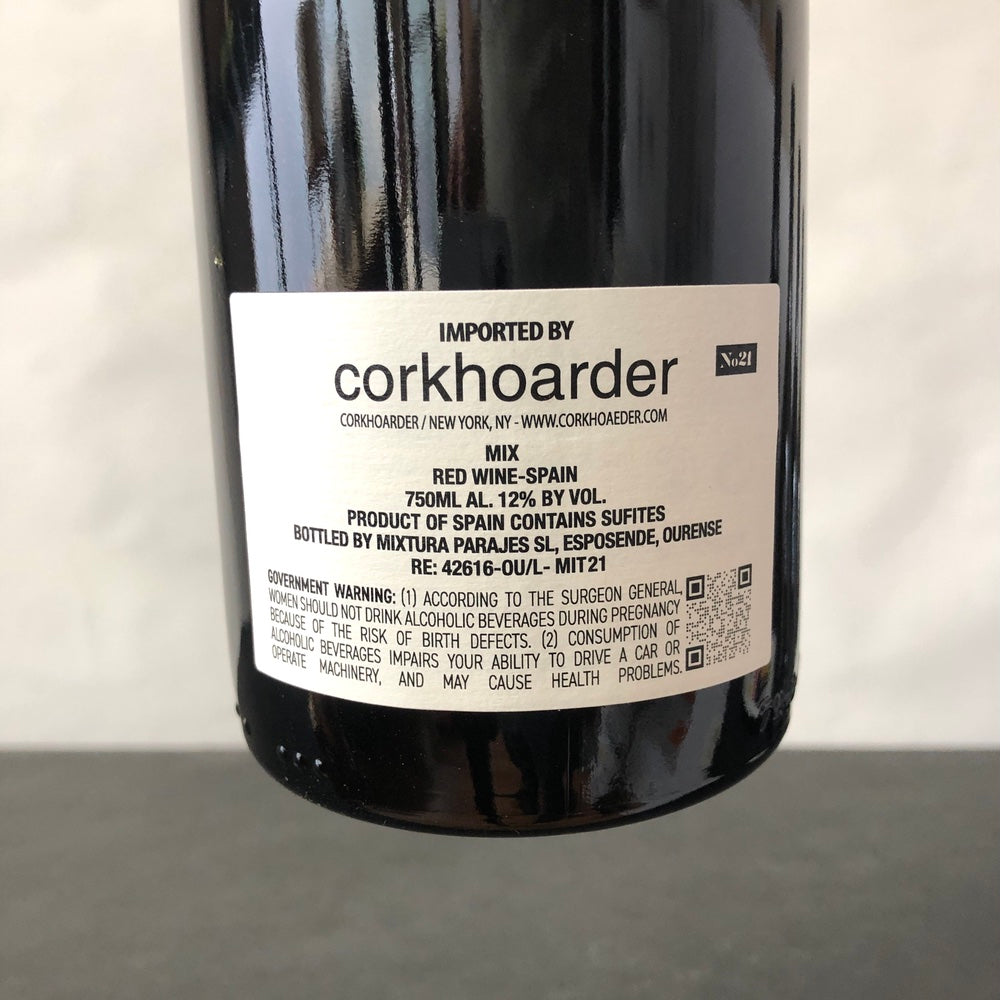 IMPORTED BY
corkhoarder
No21
CORKHOARDER / NEW YORK, NY - WWW.CORKHOAEDER.COM
MIX
RED WINE-SPAIN
750ML AL. 12% BY VOL.
PRODUCT OF SPAIN CONTAINS SUFITES
BOTTLED BY MIXTURA PARAJES SL, ESPOSENDE, OURENSE
RE: 42616-OU/L- MIT21
GOVERNMENT WARNING: (1) ACCORDING TO THE SURGEON GENERAL,
WOMEN SHOULD NOT DRINK ALCOHOLIC BEVERAGES DURING PREGNANCY
BECAUSE OF THE RISK OF BIRTH DEFECTS. (2) CONSUMPTION OF
ALCOHOLIC BEVERAGES IMPAIRS YOUR ABILITY TO DRIVE A CAR OR
OPERATE MACHINERY, AND MAY CAUSE HEALTH PROBLEMS.